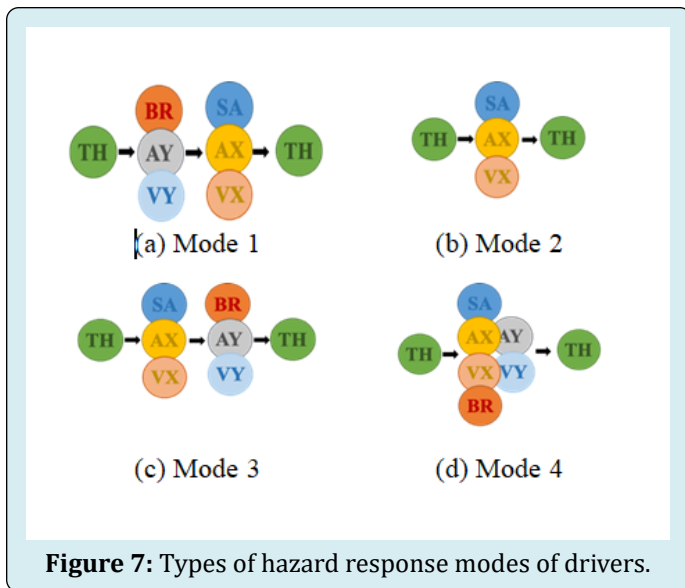 BR SA
TH AY AX TH
VY VX
(a) Mode 1
SA
TH AX TH
VX
(b) Mode 2
SA BR
TH AX AY TH
VX VY
(c) Mode 3
SA
AX AY
TH TH
VX VY
BR
(d) Mode 4
Figure 7: Types of hazard response modes of drivers.